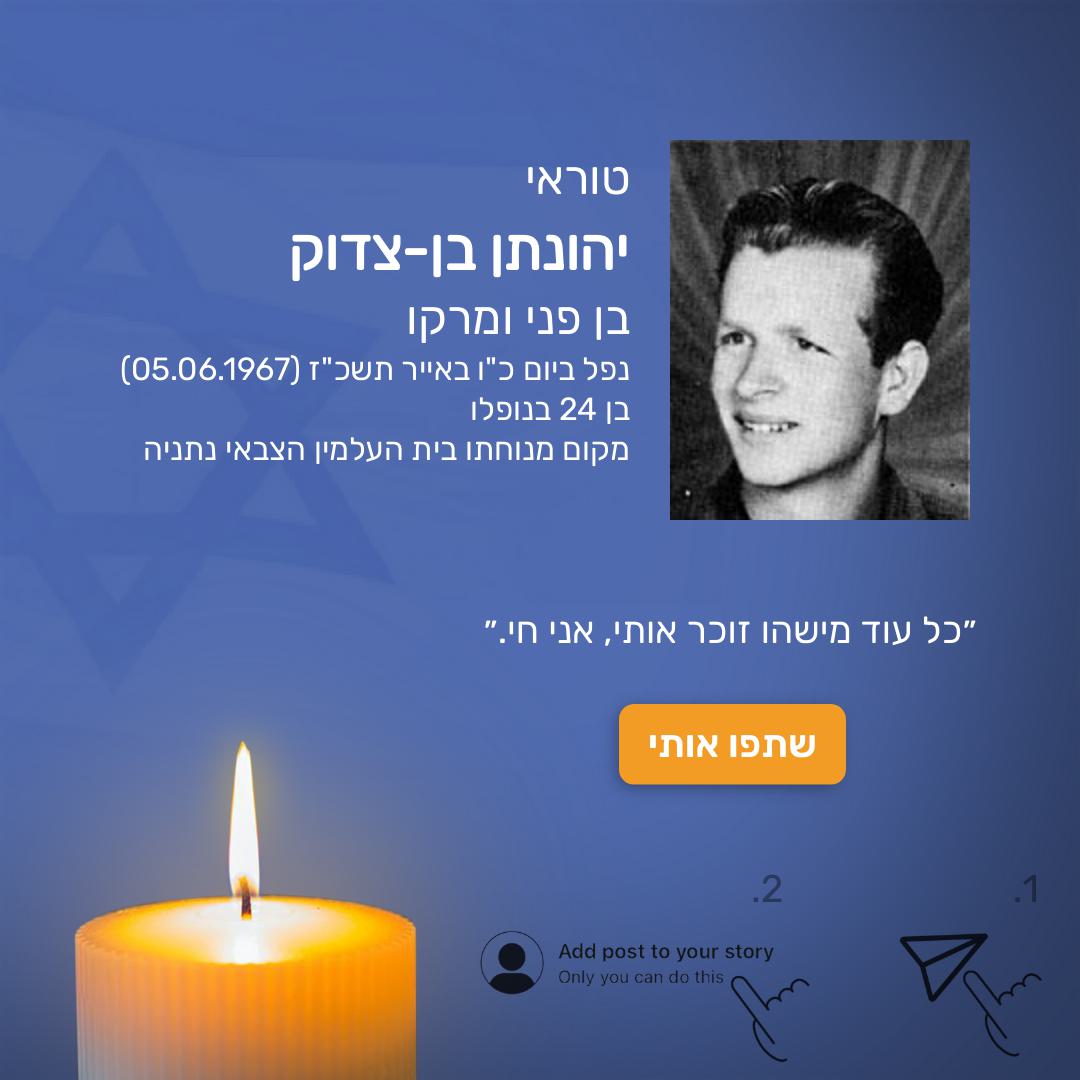 טוראי
יהונתן בן-צדוק
בן פני ומרקו
נפל ביום כ"ו באייר תשכ"ז (05.06.1967)
בן 24 בנופלו
מקום מנוחתו בית העלמין הצבאי נתניה
״כל עוד מישהו זוכר אותי, אני חי.״
שתפו אותי
1.
2.
Add post to your story
Only you can do this